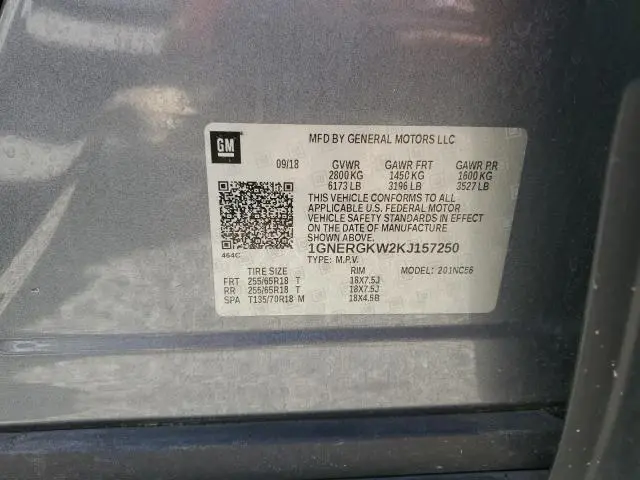 GM
MFD BY GENERAL MOTORS LLC
09/18 GVWR GAWR FRT GAWR RR
2800 KG 1450 KG 1600 KG
6173 LB 3196 LB 3527 LB
THIS VEHICLE CONFORMS TO ALL
APPLICABLE U.S. FEDERAL MOTOR
VEHICLE SAFETY STANDARDS IN EFFECT
ON THE DATE OF MANUFACTURE
SHOWN ABOVE.
464C
1GNERGKW2KJ157250
TYPE: M.P.V. MODEL: 201NC56
TIRE SIZE RIM
FRT 255/65R18 T 18X7.5J
RR 255/65R18 T 18X7.5J
SPA T135/70R18 M 18X4.5B